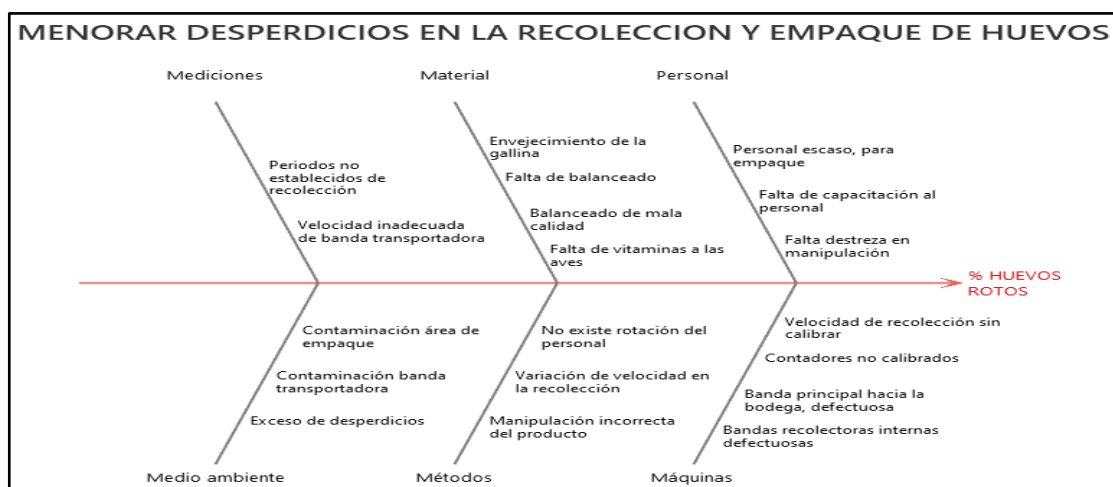 MENORAR DESPERDICIOS EN LA RECOLECCION Y EMPAQUE DE HUEVOS
Mediciones
Material
Personal
Periodos no
establecidos de
recolección
Velocidad inadecuada
de banda transportadora
Envejecimiento de la
gallina
Falta de balanceado
Balanceado de mala
calidad
Falta de vitaminas a las
aves
Personal escaso, para
empaque
Falta de capacitación al
personal
Falta destreza en
manipulación
% HUEVOS
ROTOS
Contaminación área de
empaque
Contaminación banda
transportadora
Exceso de desperdicios
No existe rotación del
personal
Variación de velocidad en
la recolección
Manipulación incorrecta
del producto
Velocidad de recolección sin
calibrar
Contadores no calibrados
Banda principal hacia la
bodega, defectuosa
Bandas recolectoras internas
defectuosas
Medio ambiente
Métodos
Máquinas